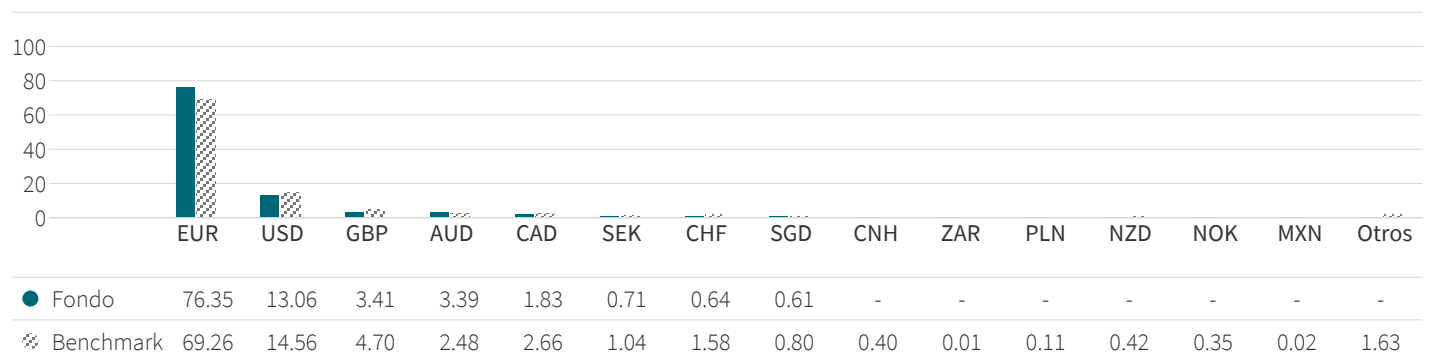 100
80
60
40
20
0
EUR USD GBP AUD CAD SEK CHF SGD CNH ZAR PLN NZD NOK MXN Otros
Fondo 76.35 13.06 3.41 3.39 1.83 0.71 0.64 0.61 - - - - - - -
Benchmark 69.26 14.56 4.70 2.48 2.66 1.04 1.58 0.80 0.40 0.01 0.11 0.42 0.35 0.02 1.63